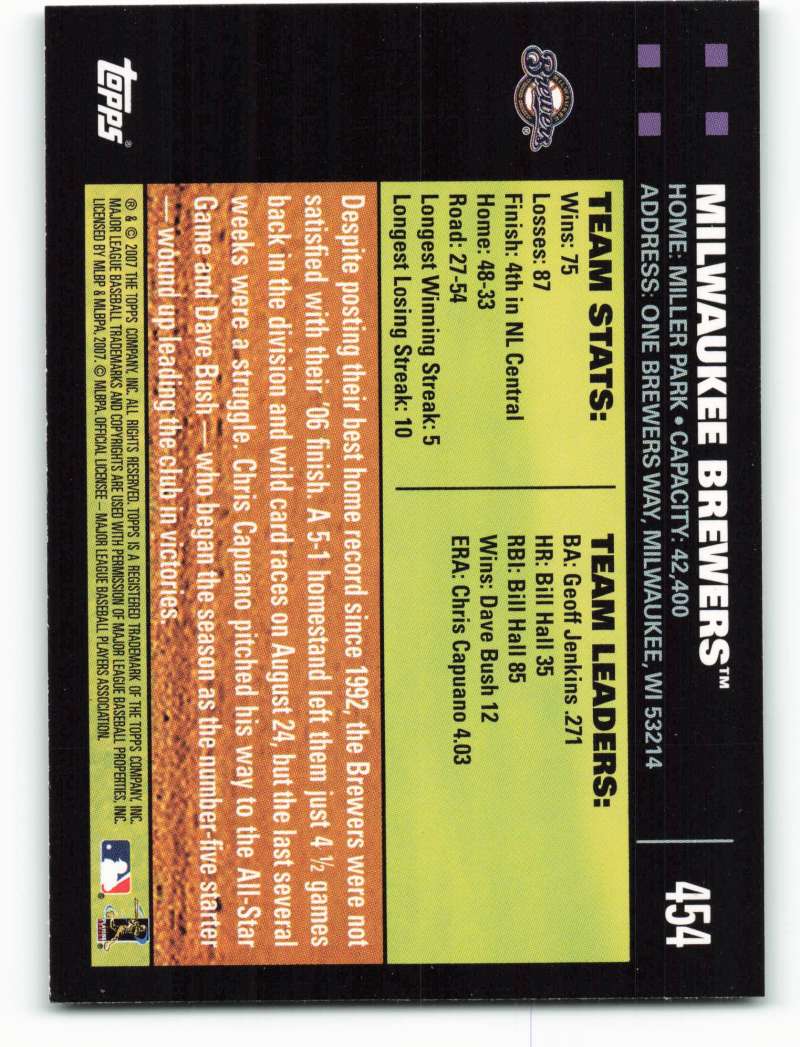 MILWAUKEE BREWERS™
HOME: MILLER PARK • CAPACITY: 42,400
ADDRESS: ONE BREWERS WAY, MILWAUKEE, WI 53214
454
Brewers®
TEAM STATS:
Wins: 75
Losses: 87
Finish: 4th in NL Central
Home: 48-33
Road: 27-54
Longest Winning Streak: 5
Longest Losing Streak: 10
TEAM LEADERS:
BA: Geoff Jenkins .271
HR: Bill Hall 35
RBI: Bill Hall 85
Wins: Dave Bush 12
ERA: Chris Capuano 4.03
Despite posting their best home record since 1992, the Brewers were not
satisfied with their '06 finish. A 5-1 homestand left them just 4 ½ games
back in the division and wild card races on August 24, but the last several
weeks were a struggle. Chris Capuano pitched his way to the All-Star
Game and Dave Bush — who began the season as the number-five starter
— wound up leading the club in victories.
topps®
® & © 2007 THE TOPPS COMPANY, INC. ALL RIGHTS RESERVED. TOPPS IS A REGISTERED TRADEMARK OF THE TOPPS COMPANY, INC.
MAJOR LEAGUE BASEBALL TRADEMARKS AND COPYRIGHTS ARE USED WITH PERMISSION OF MAJOR LEAGUE BASEBALL PROPERTIES, INC.
LICENSED BY MLBP & MLBPA, 2007. © MLBPA. OFFICIAL LICENSEE – MAJOR LEAGUE BASEBALL PLAYERS ASSOCIATION.